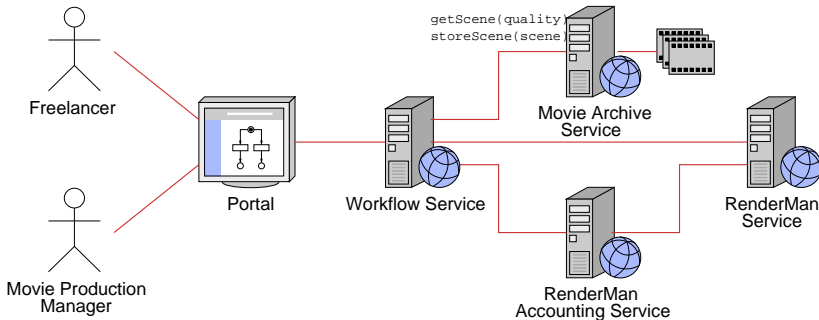 getScene(quality)
storeScene(scene)
Freelancer
Movie Archive
Service
Portal
Workflow Service
RenderMan
Service
Movie Production
Manager
RenderMan
Accounting Service